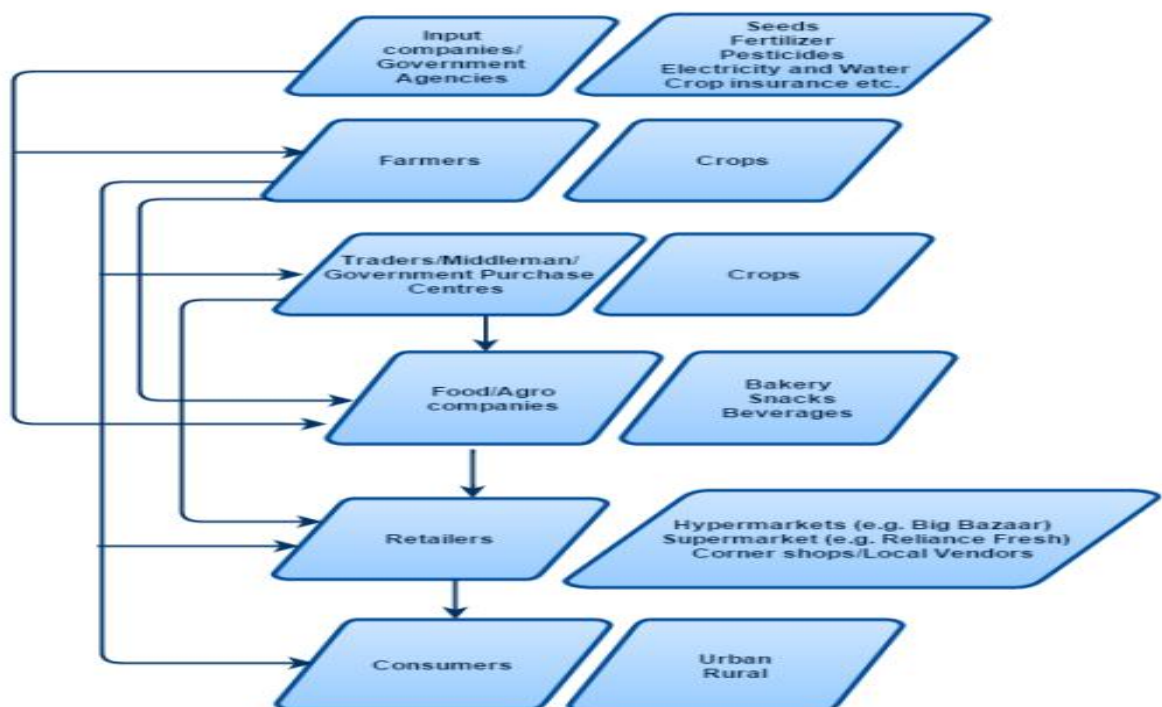 Input
companies/
Government
Agencies
Seeds
Fertilizer
Pesticides
Electricity and Water
Crop insurance etc.
Farmers
Crops
Traders/Middleman/
Government Purchase
Centres
Crops
Food/Agro
companies
Bakery
Snacks
Beverages
Retailers
Hypermarkets (e.g. Big Bazaar)
Supermarket (e.g. Reliance Fresh)
Corner shops/Local Vendors
Consumers
Urban
Rural